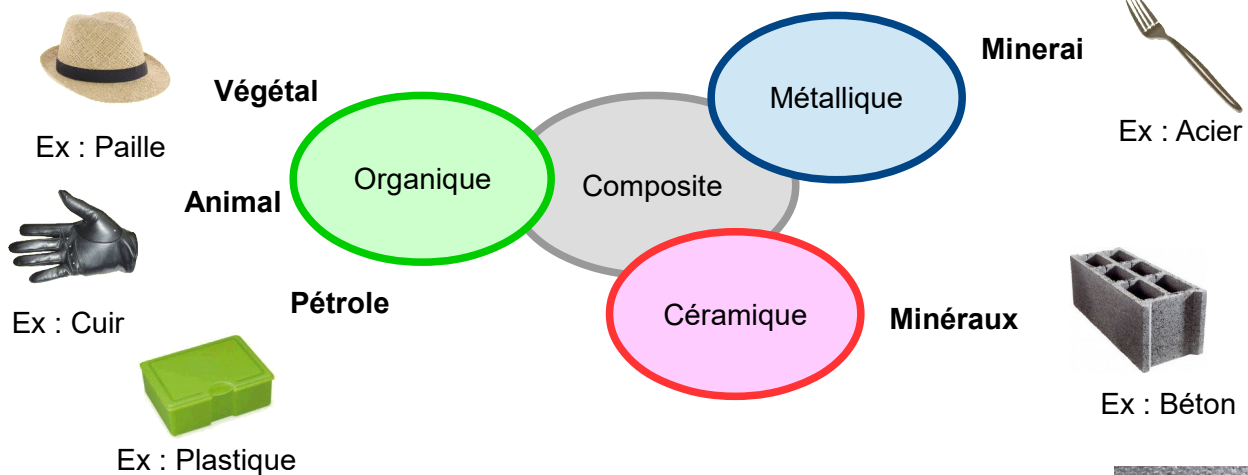 Végétal
Ex : Paille
Animal
Ex : Cuir
Pétrole
Ex : Plastique
Organique
Composite
Métallique
Céramique
Minerai
Ex : Acier
Minéraux
Ex : Béton